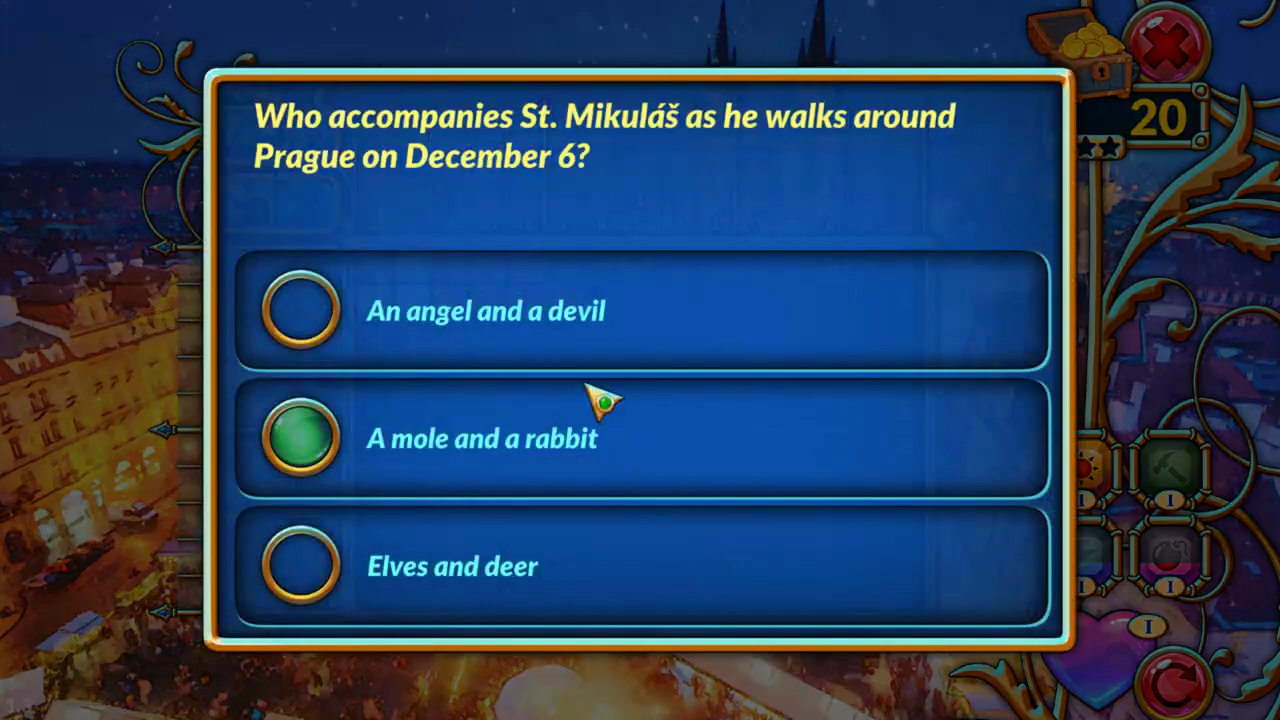 Who accompanies St. Mikuláš as he walks around
Prague on December 6?
20
An angel and a devil
A mole and a rabbit
Elves and deer
I
I
I
I
I